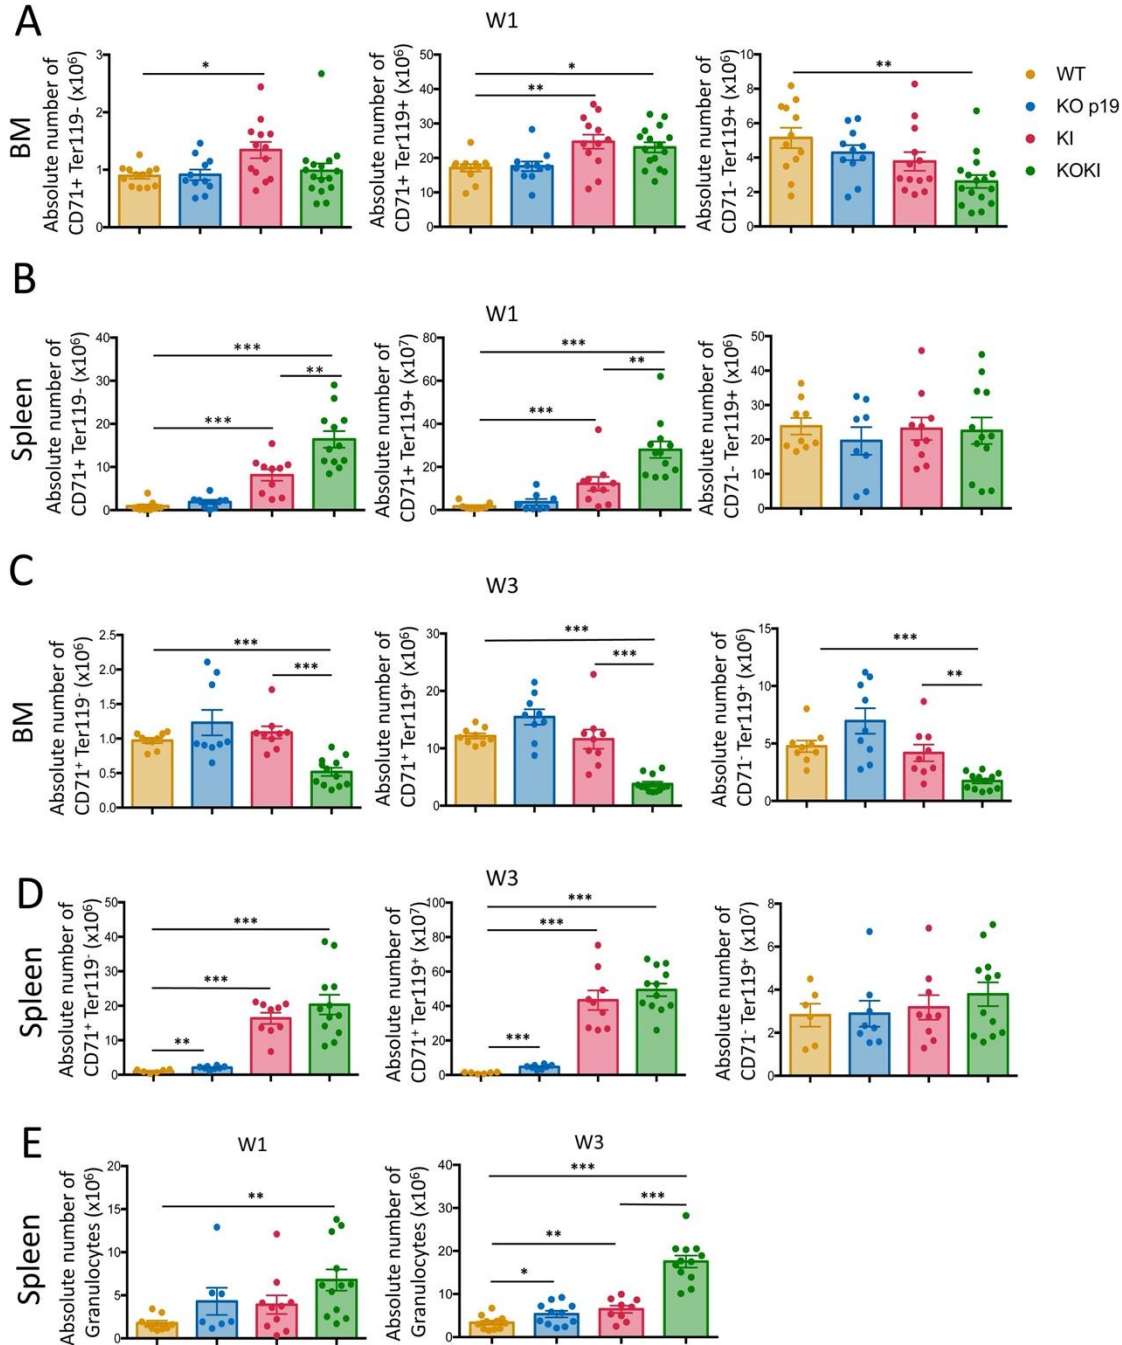 A
W1
BM
Absolute number of
CD71+ Ter119- (x10⁶)
3
2
1
0
*
Absolute number of
CD71+ Ter119+ (x10⁶)
50
40
30
20
10
0
*
**
Absolute number of
CD71- Ter119+ (x10⁶)
10
8
6
4
2
0
**
WT
KO p19
KI
KOKI
B
W1
Spleen
Absolute number of
CD71+ Ter119- (x10⁶)
40
30
20
10
0
***
**
***
Absolute number of
CD71+ Ter119+ (x10⁷)
80
60
40
20
0
***
**
***
Absolute number of
CD71- Ter119+ (x10⁶)
50
40
30
20
10
0
C
W3
BM
Absolute number of
CD71⁺ Ter119⁻ (x10⁶)
2.5
2.0
1.5
1.0
0.5
0.0
***
***
Absolute number of
CD71⁺ Ter119⁺ (x10⁶)
30
20
10
0
***
***
Absolute number of
CD71⁻ Ter119⁺ (x10⁶)
15
10
5
0
***
**
D
W3
Spleen
Absolute number of
CD71⁺ Ter119⁻ (x10⁶)
50
40
30
20
10
0
***
***
**
Absolute number of
CD71⁺ Ter119⁺ (x10⁷)
100
80
60
40
20
0
***
***
***
Absolute number of
CD71⁻ Ter119⁺ (x10⁷)
8
6
4
2
0
E
Spleen
W1
Absolute number of
Granulocytes (x10⁶)
20
15
10
5
0
**
W3
Absolute number of
Granulocytes (x10⁶)
40
30
20
10
0
***
***
**
*